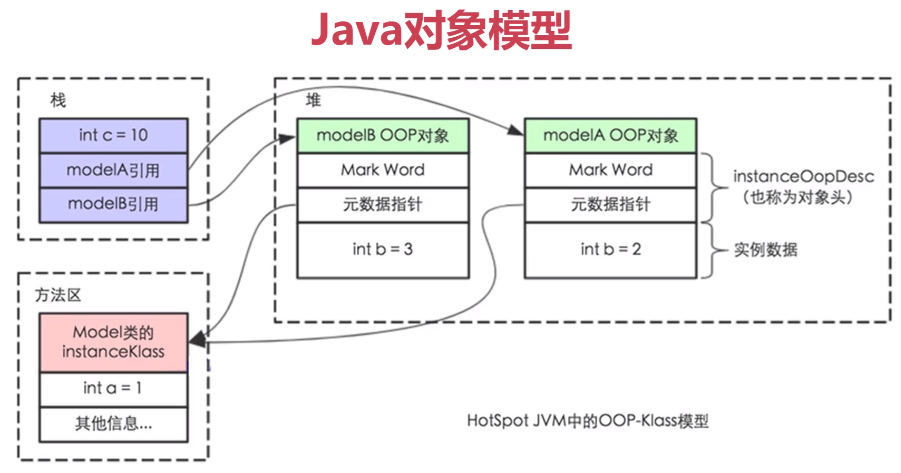 Java对象模型
栈
int c = 10
modelA引用
modelB引用
堆
modelB OOP对象
Mark Word
元数据指针
int b = 3
modelA OOP对象
Mark Word
元数据指针
int b = 2
instanceOopDesc
（也称为对象头）
实例数据
方法区
Model类的
instanceKlass
int a = 1
其他信息...
HotSpot JVM中的OOP-Klass模型